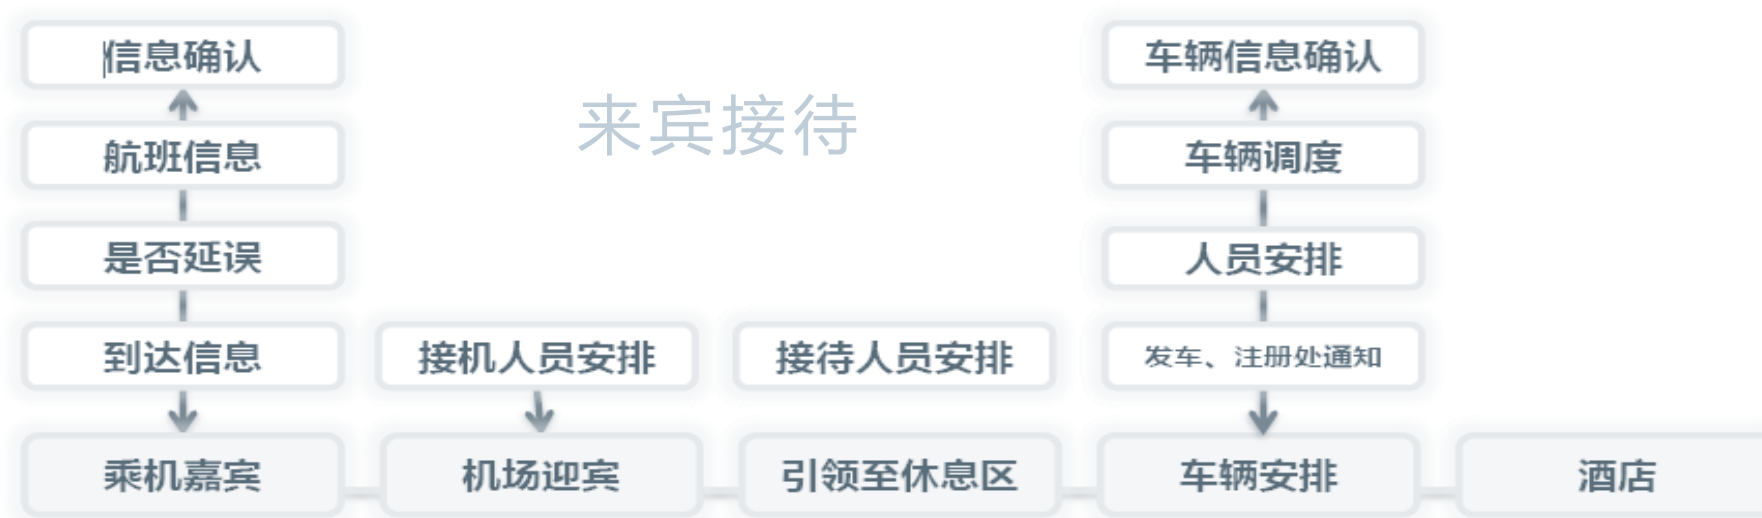 信息确认
车辆信息确认
来宾接待
航班信息
车辆调度
是否延误
人员安排
到达信息
接机人员安排
接待人员安排
发车、注册处通知
乘机嘉宾
机场迎宾
引领至休息区
车辆安排
酒店